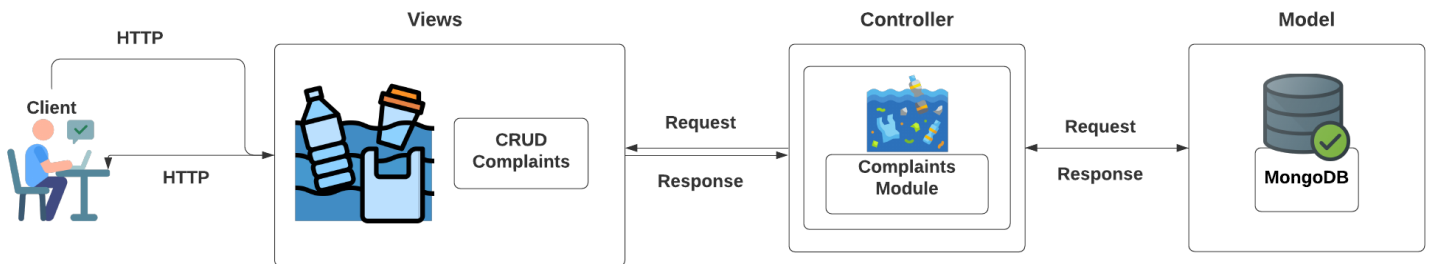 Views
Controller
Model
HTTP
Client
HTTP
CRUD
Complaints
Request
Response
Complaints
Module
Request
Response
MongoDB